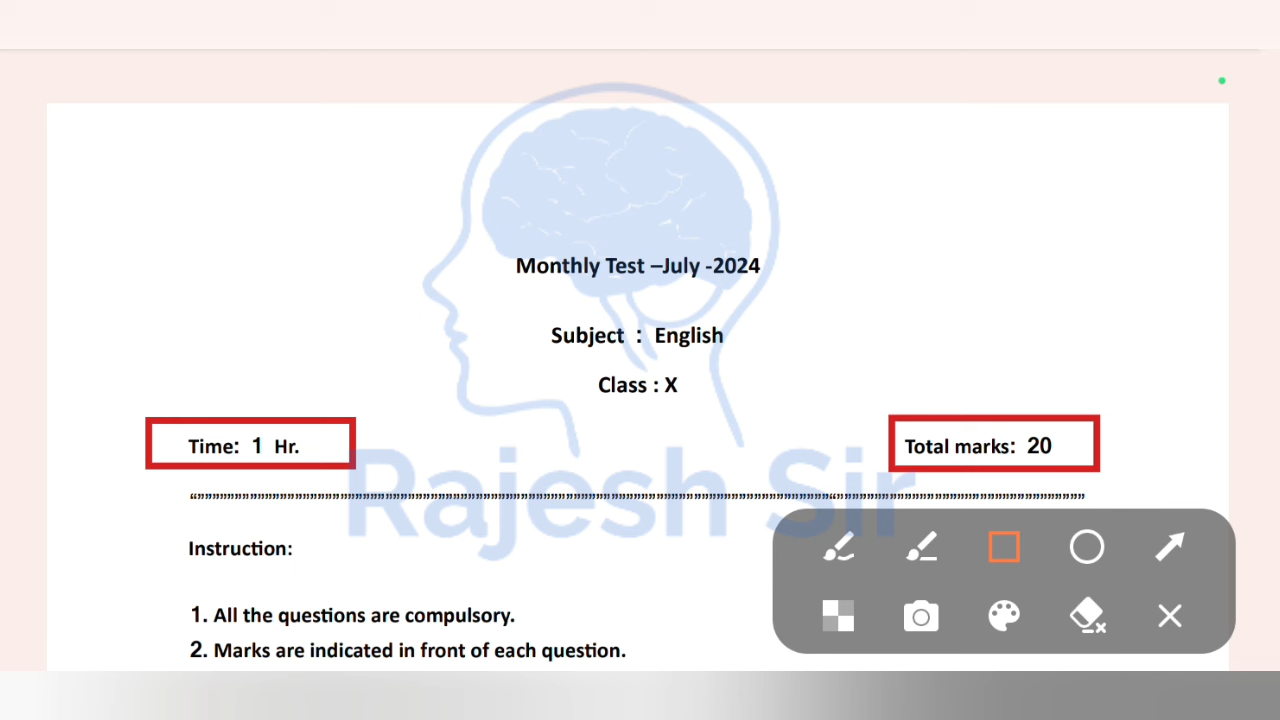 Monthly Test –July -2024
Subject : English
Class : X
Time: 1 Hr.
Total marks: 20
Rajesh Sir
Instruction:
1. All the questions are compulsory.
2. Marks are indicated in front of each question.